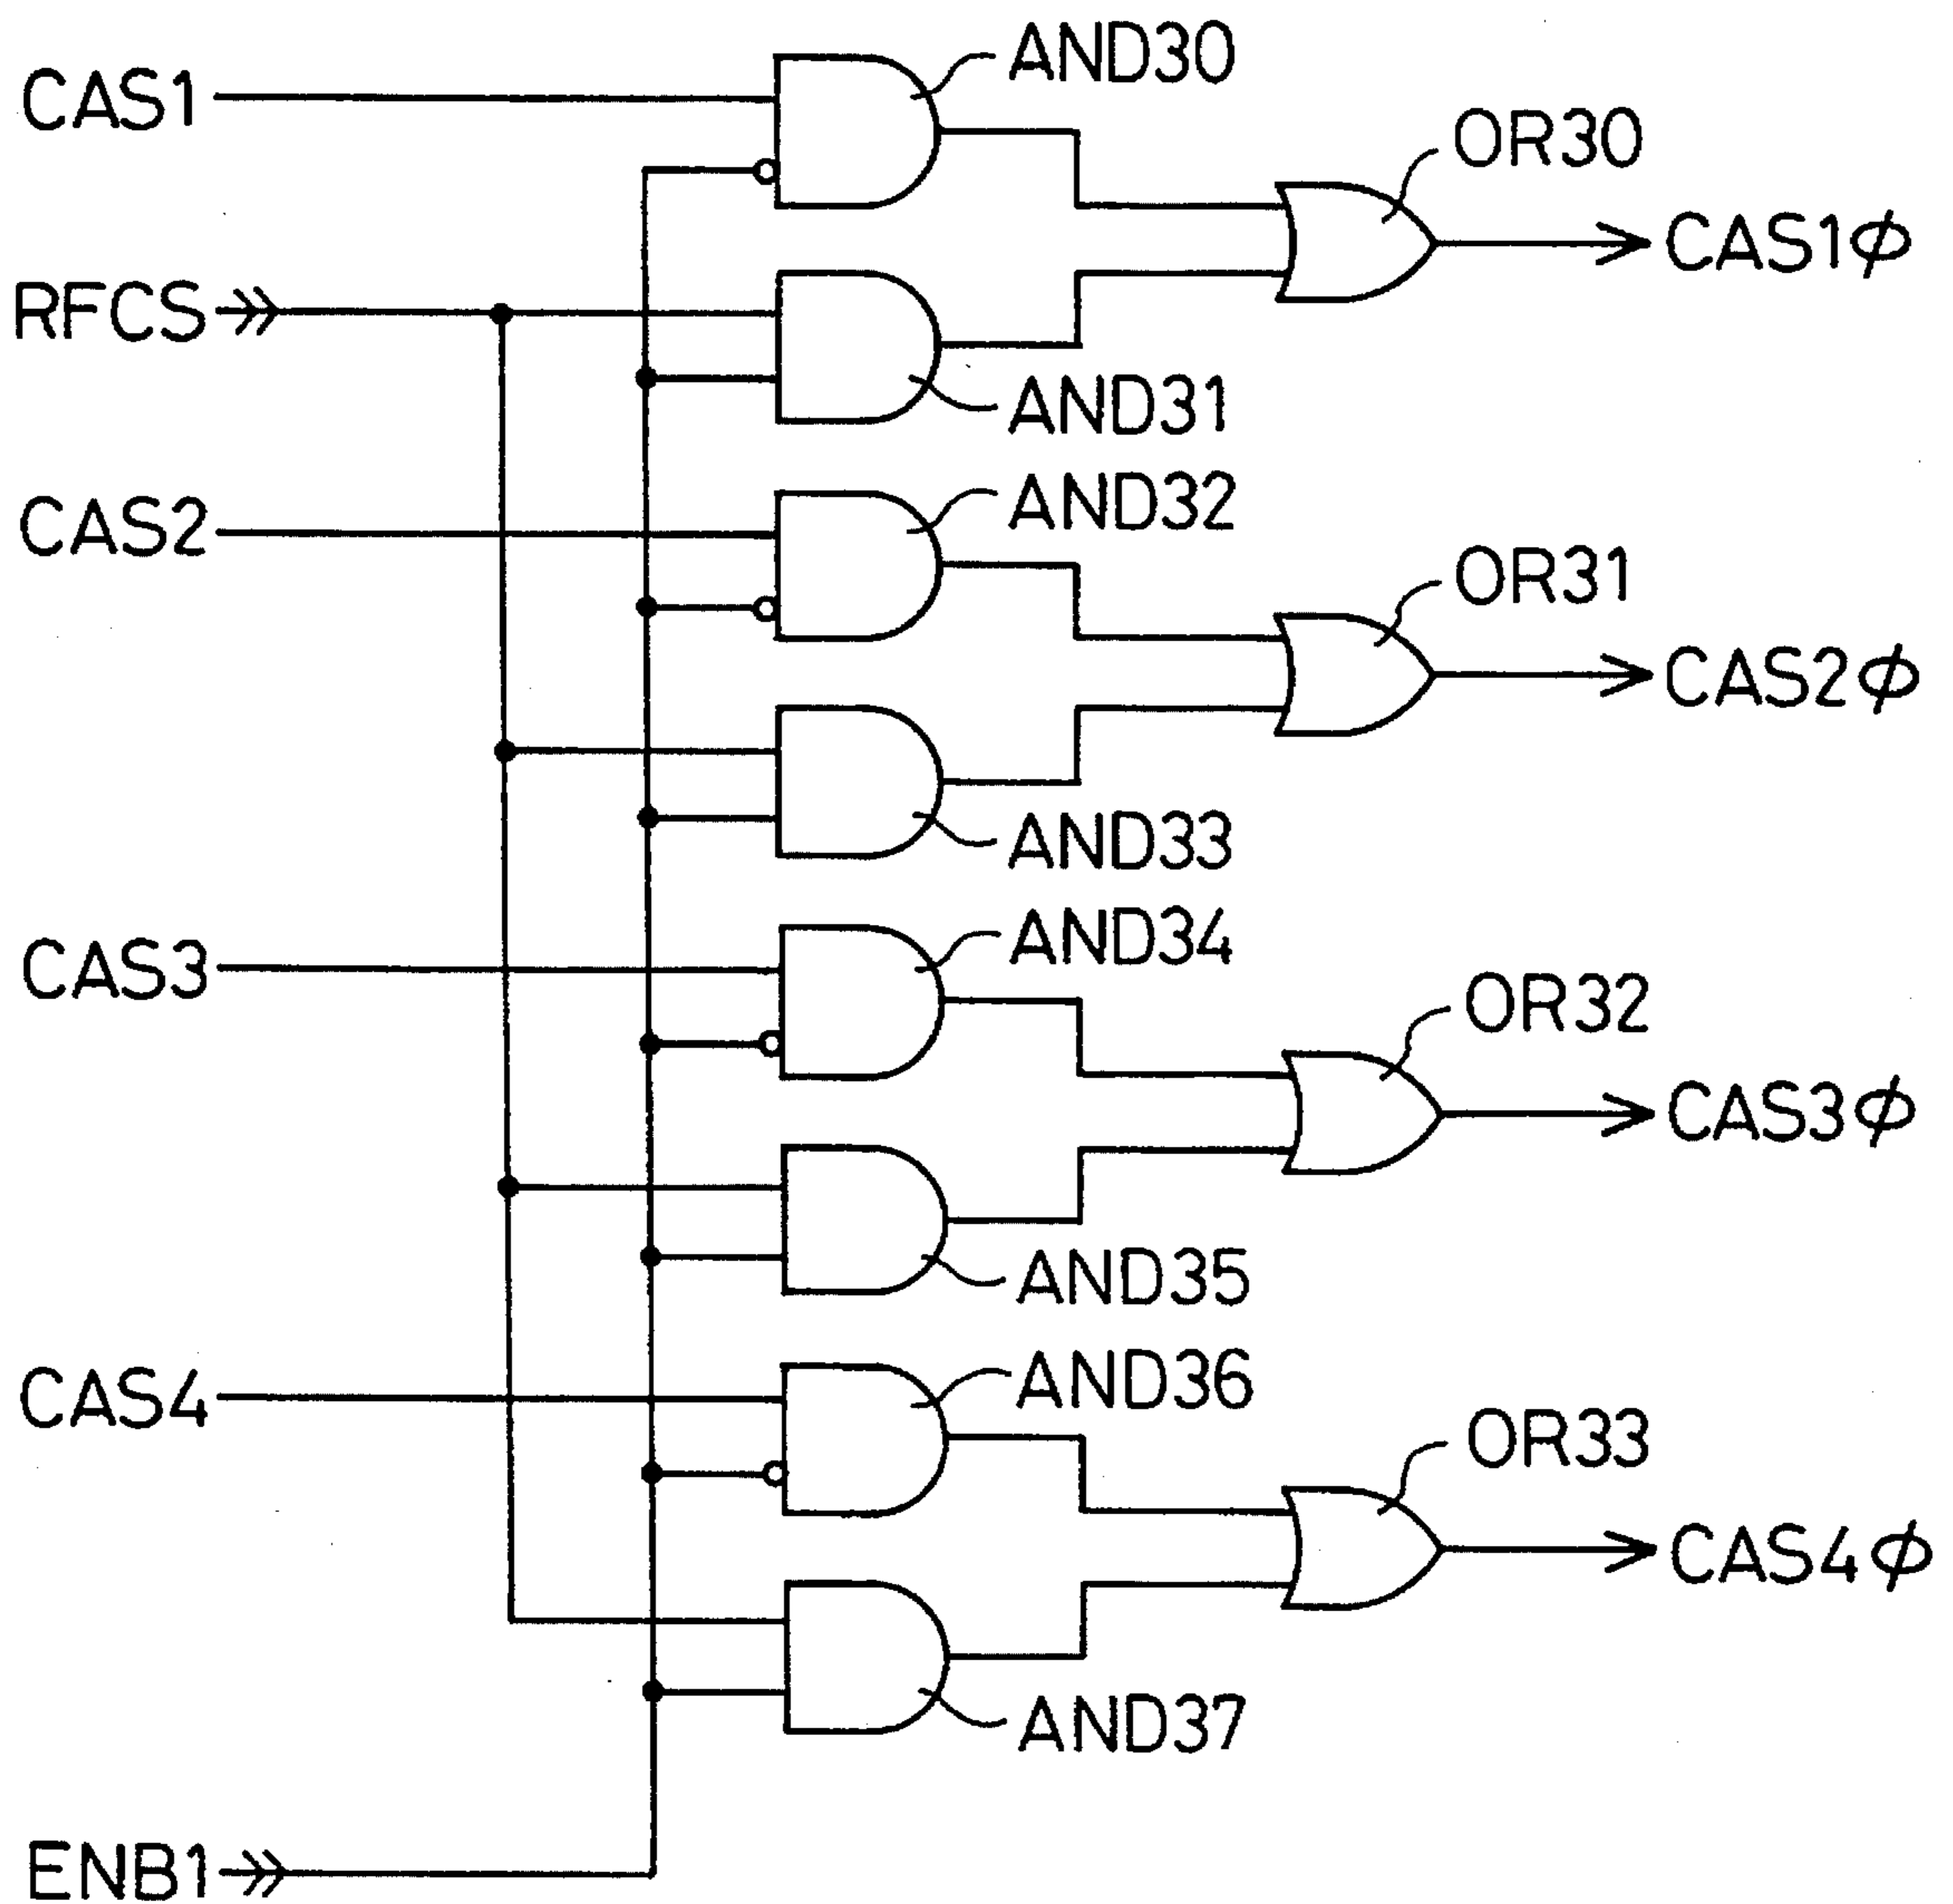 AND30
CAS1
OR30
CAS1ϕ
RFCS
AND31
AND32
CAS2
OR31
CAS2ϕ
AND33
AND34
CAS3
OR32
CAS3ϕ
AND35
AND36
CAS4
OR33
CAS4ϕ
AND37
ENB1